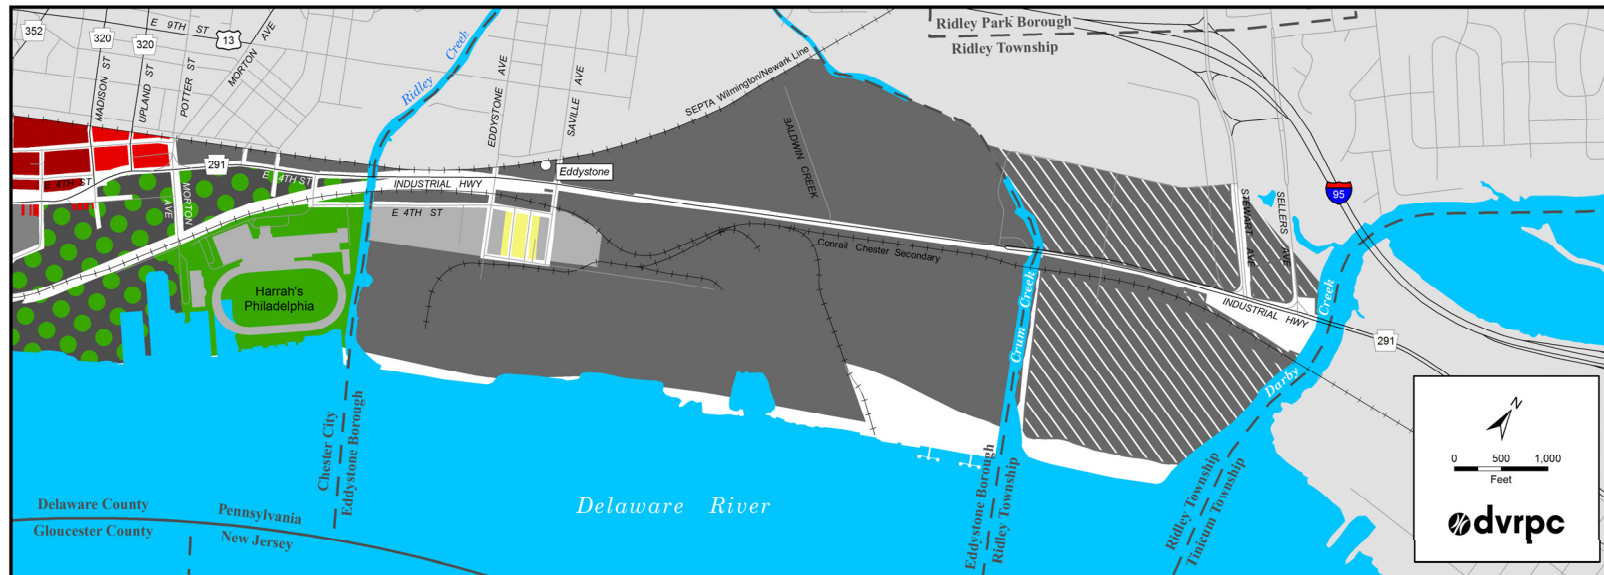 352
E 9TH ST
13
320
320
MADISON ST
UPLAND ST
POTTER ST
MORTON AVE
Ridley Creek
EDDYSTONE AVE
SAVILLE AVE
SEPTA Wilmington/Newark Line
Ridley Park Borough
Ridley Township
BALDWIN CREEK
95
291
E 4TH ST
E 4TH ST
MORTON
AVE
INDUSTRIAL HWY
E 4TH ST
Eddystone
Conrail Chester Secondary
STEWART AVE
SELLERS AVE
Harrah's
Philadelphia
Crum Creek
INDUSTRIAL HWY
Darby Creek
291
Chester City
Eddystone Borough
Delaware River
Eddystone Borough
Ridley Township
Ridley Township
Tinicum Township
Delaware County
Gloucester County
Pennsylvania
New Jersey
N
0 500 1,000
Feet
dvrpc